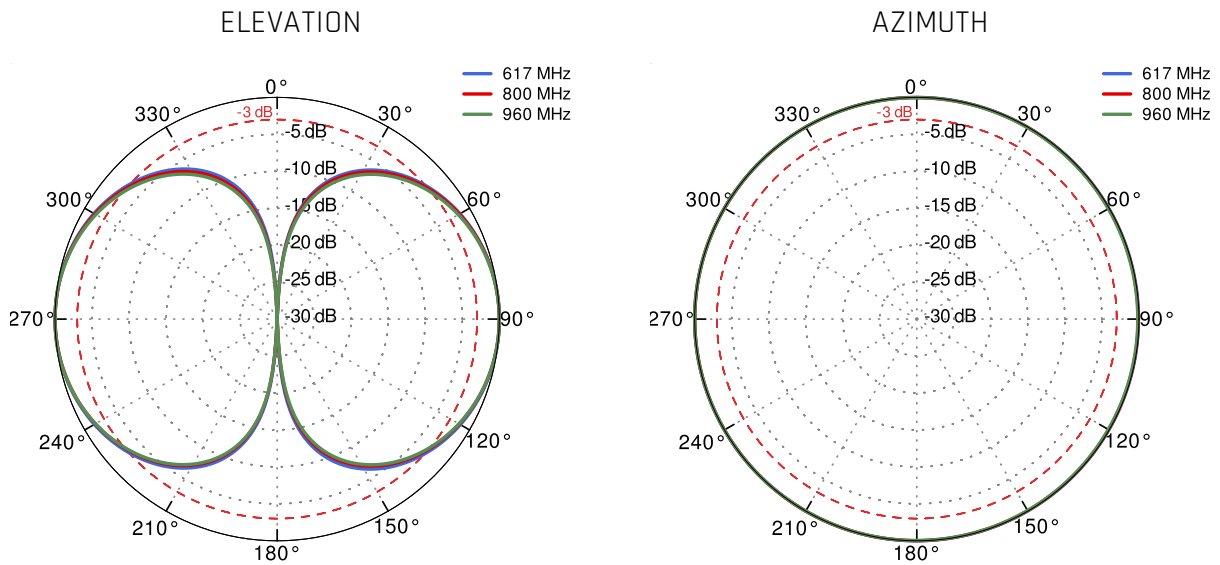 ELEVATION
617 MHz
800 MHz
960 MHz
0°
330°
-3 dB
30°
-5 dB
-10 dB
300°
-15 dB
60°
-20 dB
-25 dB
270°
-30 dB
90°
240°
120°
210°
150°
180°
AZIMUTH
617 MHz
800 MHz
960 MHz
0°
330°
-3 dB
30°
-5 dB
-10 dB
300°
-15 dB
60°
-20 dB
-25 dB
270°
-30 dB
90°
240°
120°
210°
150°
180°